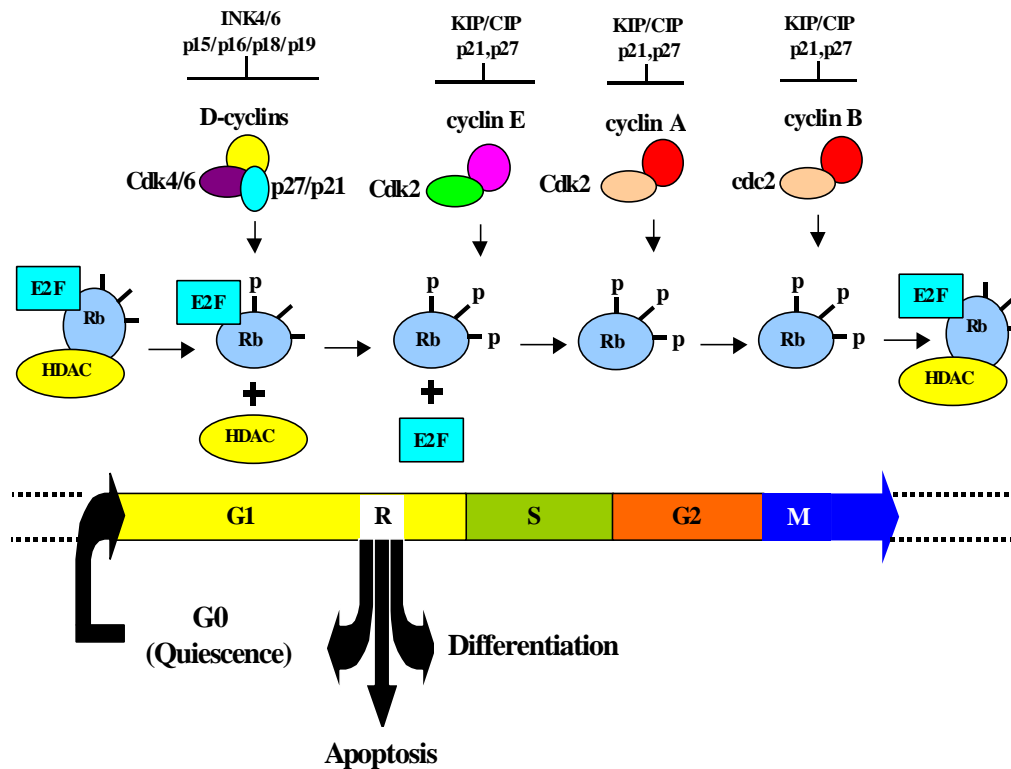 INK4/6
p15/p16/p18/p19
KIP/CIP
p21,p27
KIP/CIP
p21,p27
KIP/CIP
p21,p27
D-cyclins
cyclin E
cyclin A
cyclin B
Cdk4/6
p27/p21
Cdk2
Cdk2
cdc2
E2F
Rb
HDAC
E2F
p
Rb
HDAC
p
p
p
Rb
E2F
p
p
p
Rb
p
p
p
Rb
E2F
Rb
HDAC
G1
R
S
G2
M
G0
(Quiescence)
Differentiation
Apoptosis